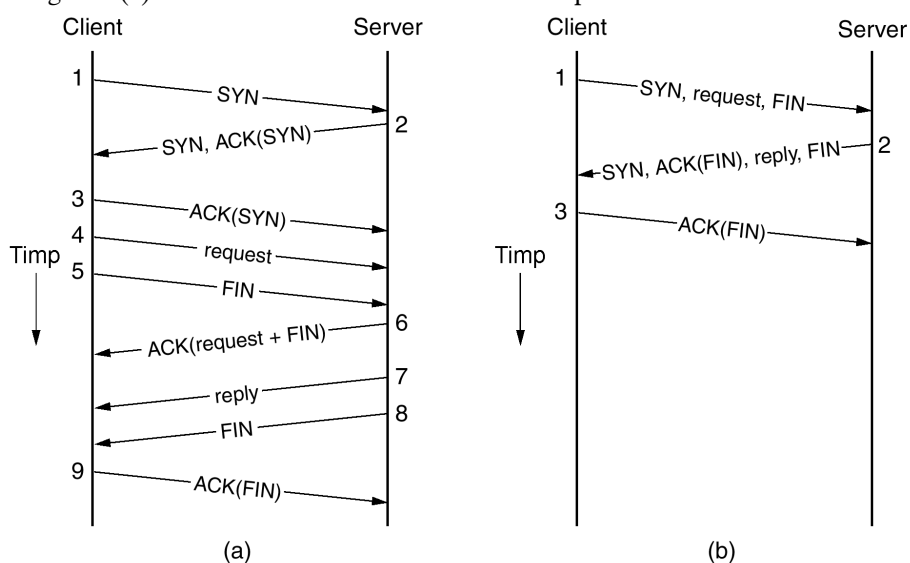 Client Server
1
SYN
2
SYN, ACK(SYN)
3
ACK(SYN)
4
request
Timp
5
FIN
6
ACK(request + FIN)
7
reply
8
FIN
9
ACK(FIN)
(a)
Client Server
1
SYN, request, FIN
2
SYN, ACK(FIN), reply, FIN
3
ACK(FIN)
Timp
(b)